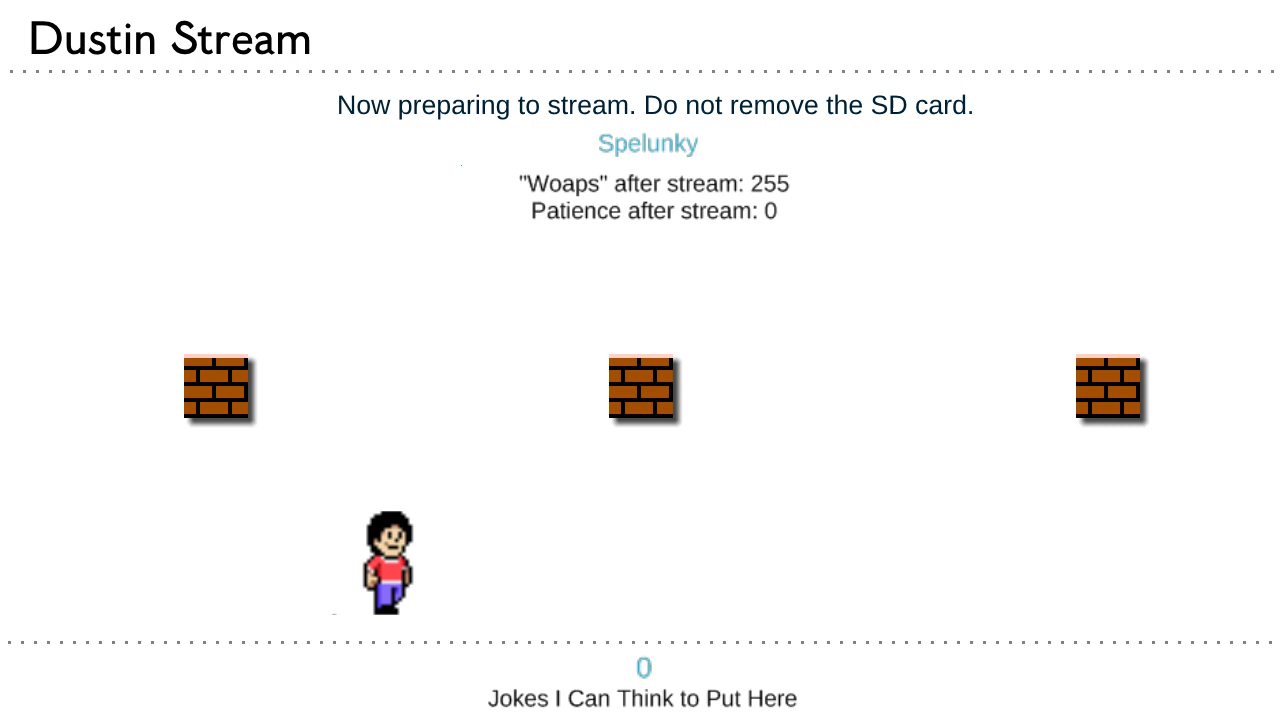 Dustin Stream
Now preparing to stream. Do not remove the SD card.
Spelunky
"Woaps" after stream: 255
Patience after stream: 0
0
Jokes I Can Think to Put Here